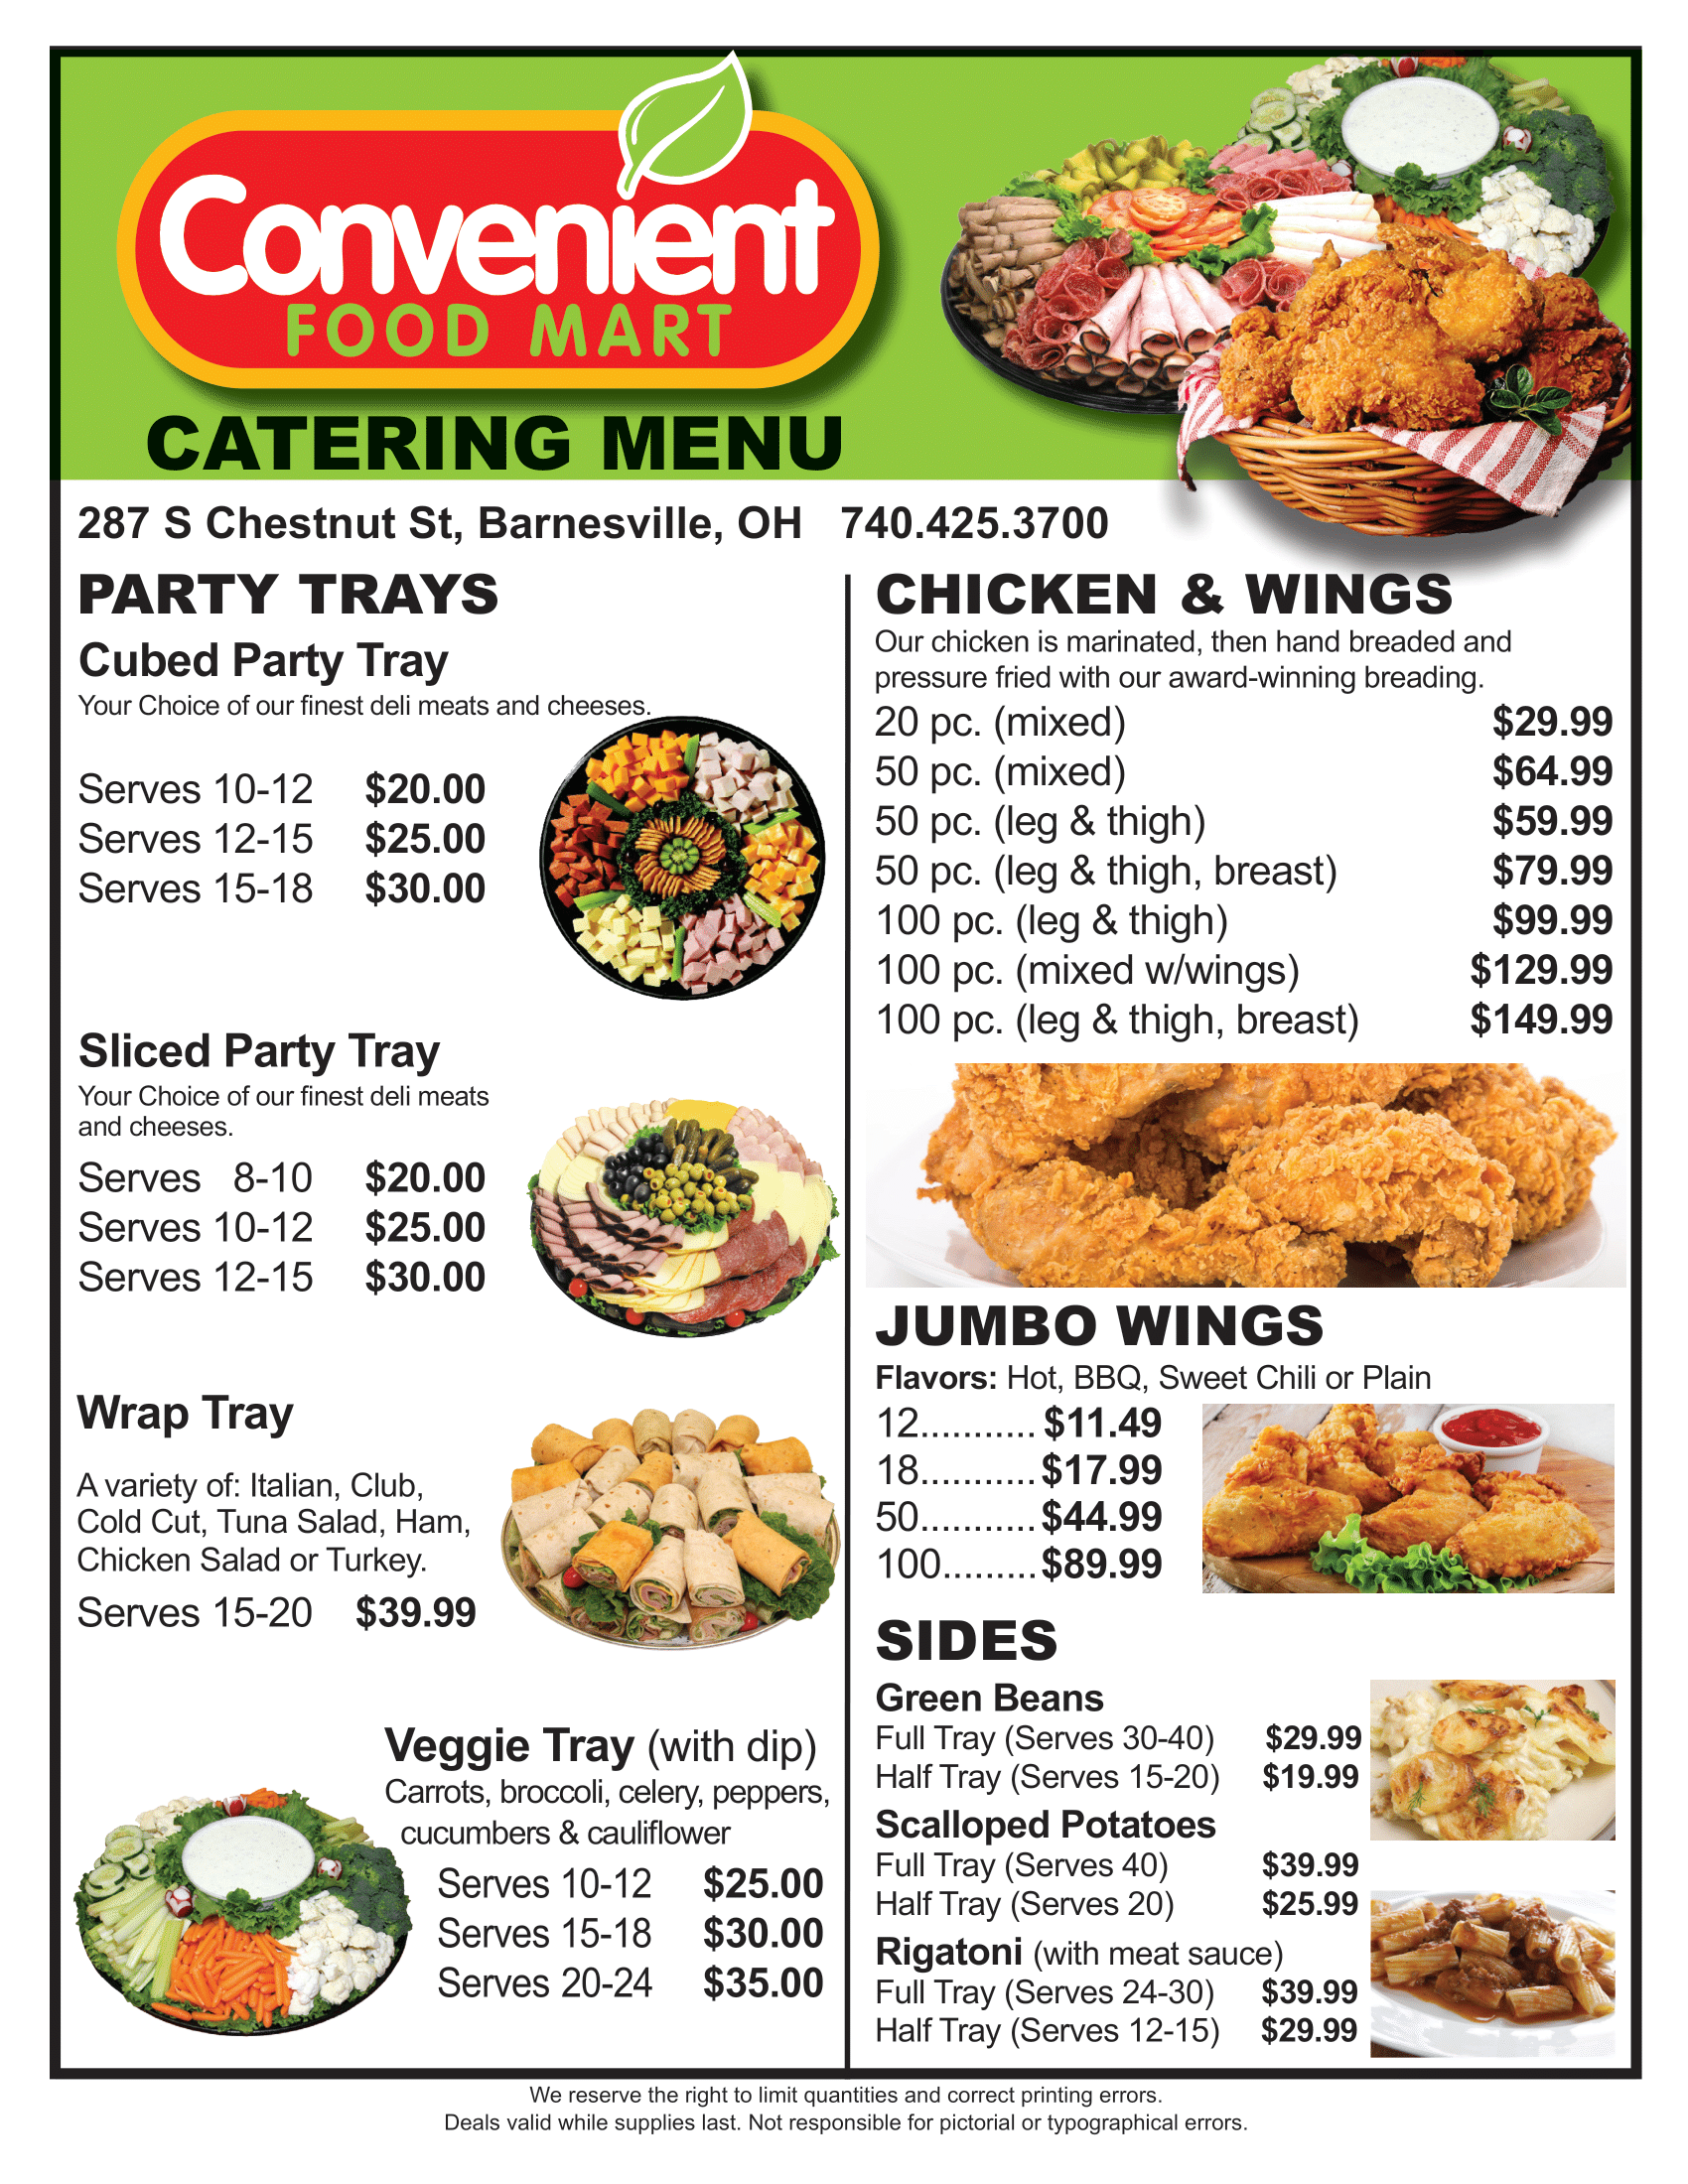 Convenient
FOOD MART
CATERING MENU
287 S Chestnut St, Barnesville, OH 740.425.3700
PARTY TRAYS
Cubed Party Tray
Your Choice of our finest deli meats and cheeses.
Serves 10-12 $20.00
Serves 12-15 $25.00
Serves 15-18 $30.00
Sliced Party Tray
Your Choice of our finest deli meats
and cheeses.
Serves 8-10 $20.00
Serves 10-12 $25.00
Serves 12-15 $30.00
Wrap Tray
A variety of: Italian, Club,
Cold Cut, Tuna Salad, Ham,
Chicken Salad or Turkey.
Serves 15-20 $39.99
Veggie Tray (with dip)
Carrots, broccoli, celery, peppers,
cucumbers & cauliflower
Serves 10-12 $25.00
Serves 15-18 $30.00
Serves 20-24 $35.00
CHICKEN & WINGS
Our chicken is marinated, then hand breaded and
pressure fried with our award-winning breading.
20 pc. (mixed) $29.99
50 pc. (mixed) $64.99
50 pc. (leg & thigh) $59.99
50 pc. (leg & thigh, breast) $79.99
100 pc. (leg & thigh) $99.99
100 pc. (mixed w/wings) $129.99
100 pc. (leg & thigh, breast) $149.99
JUMBO WINGS
Flavors: Hot, BBQ, Sweet Chili or Plain
12........... $11.49
18...........$17.99
50...........$44.99
100.........$89.99
SIDES
Green Beans
Full Tray (Serves 30-40) $29.99
Half Tray (Serves 15-20) $19.99
Scalloped Potatoes
Full Tray (Serves 40) $39.99
Half Tray (Serves 20) $25.99
Rigatoni (with meat sauce)
Full Tray (Serves 24-30) $39.99
Half Tray (Serves 12-15) $29.99
We reserve the right to limit quantities and correct printing errors.
Deals valid while supplies last. Not responsible for pictorial or typographical errors.